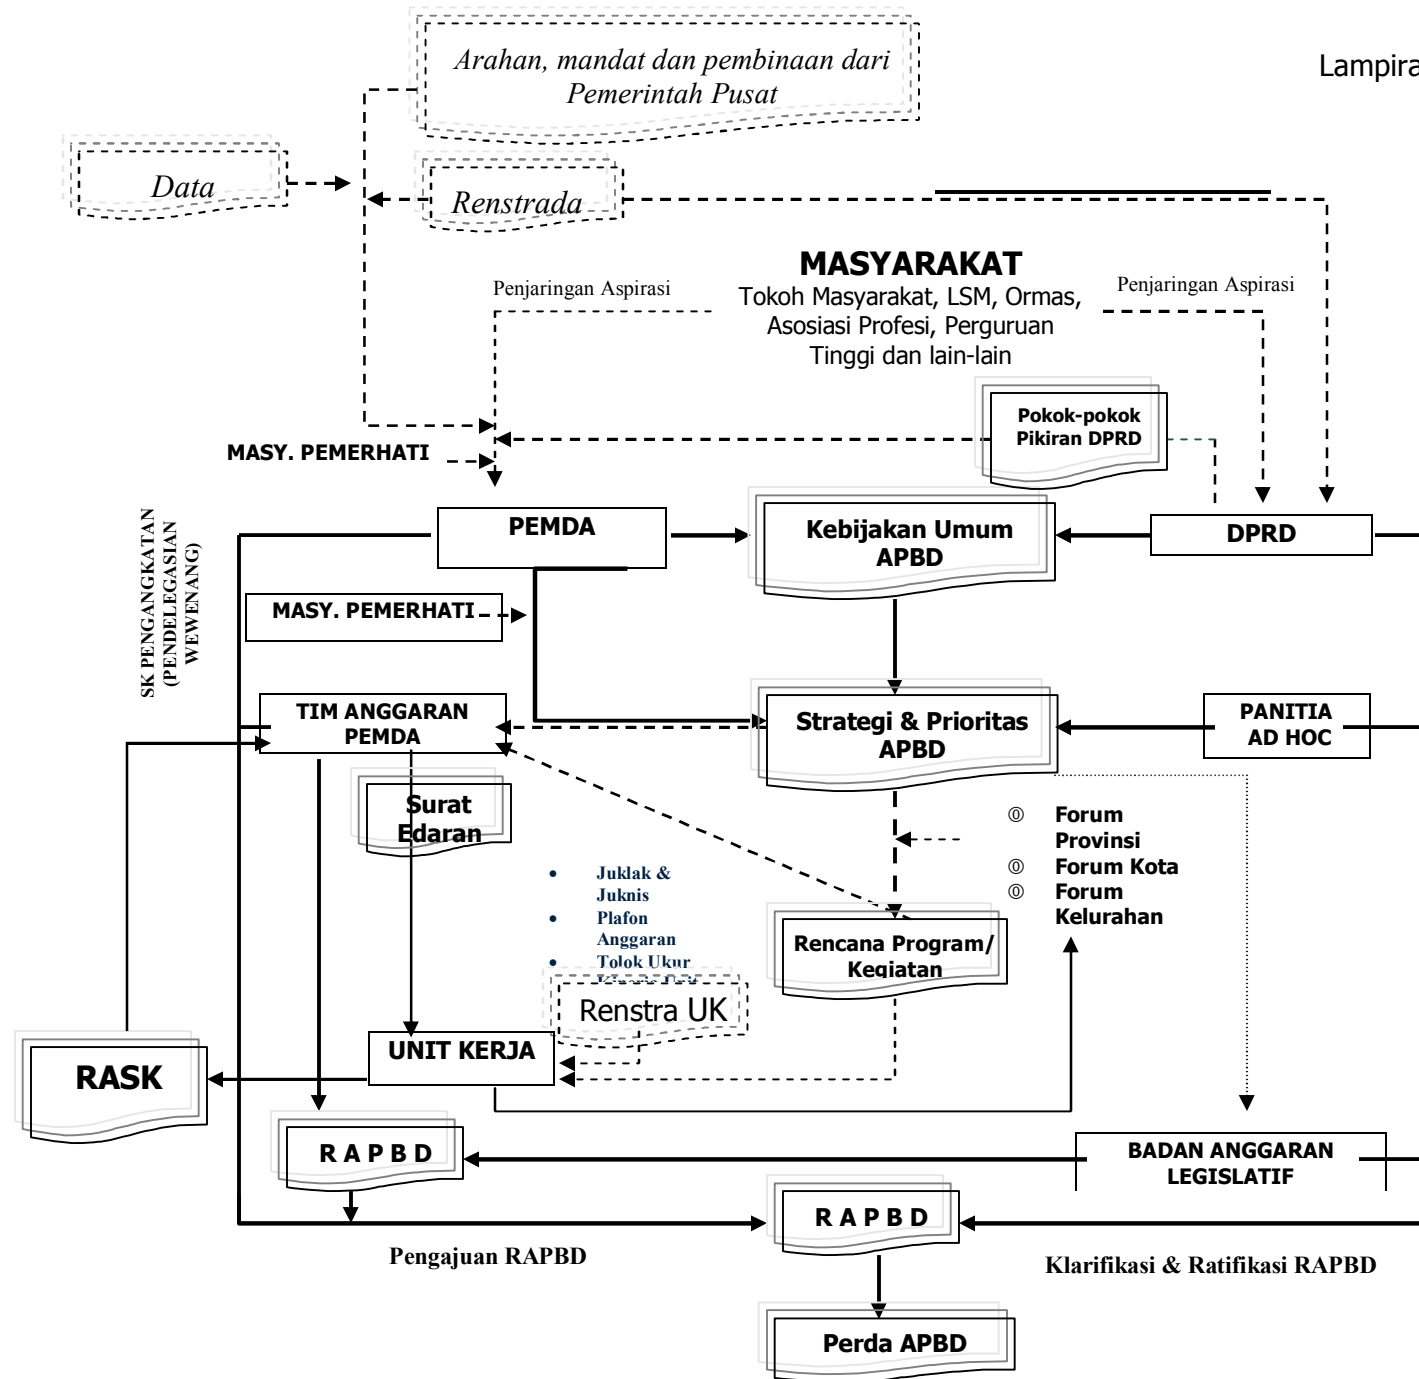 Arahan, mandat dan pembinaan dari
Pemerintah Pusat
Lampira
Data
Renstrada
MASYARAKAT
Tokoh Masyarakat, LSM, Ormas,
Asosiasi Profesi, Perguruan
Tinggi dan lain-lain
Penjaringan Aspirasi
Penjaringan Aspirasi
Pokok-pokok
Pikiran DPRD
MASY. PEMERHATI
SK PENGANGKATAN
(PENDELEGASIAN
WEWENANG)
PEMDA
Kebijakan Umum
APBD
DPRD
MASY. PEMERHATI
TIM ANGGARAN
PEMDA
Strategi & Prioritas
APBD
PANITIA
AD HOC
Surat
Edaran
⓪ Forum
Provinsi
⓪ Forum Kota
⓪ Forum
Kelurahan
• Juklak &
Juknis
• Plafon
Anggaran
• Tolok Ukur
Rencana Program/
Kegiatan
Renstra UK
UNIT KERJA
RASK
R A P B D
BADAN ANGGARAN
LEGISLATIF
R A P B D
Pengajuan RAPBD
Klarifikasi & Ratifikasi RAPBD
Perda APBD